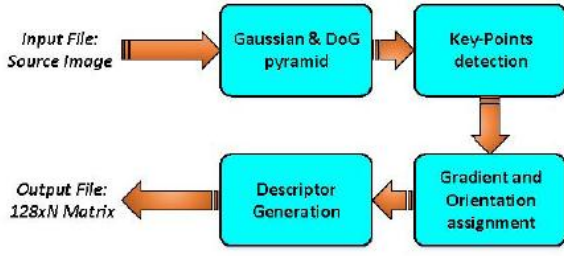 Input File:
Source Image
Gaussian & DoG
pyramid
Key-Points
detection
Gradient and
Orientation
assignment
Descriptor
Generation
Output File:
128xN Matrix